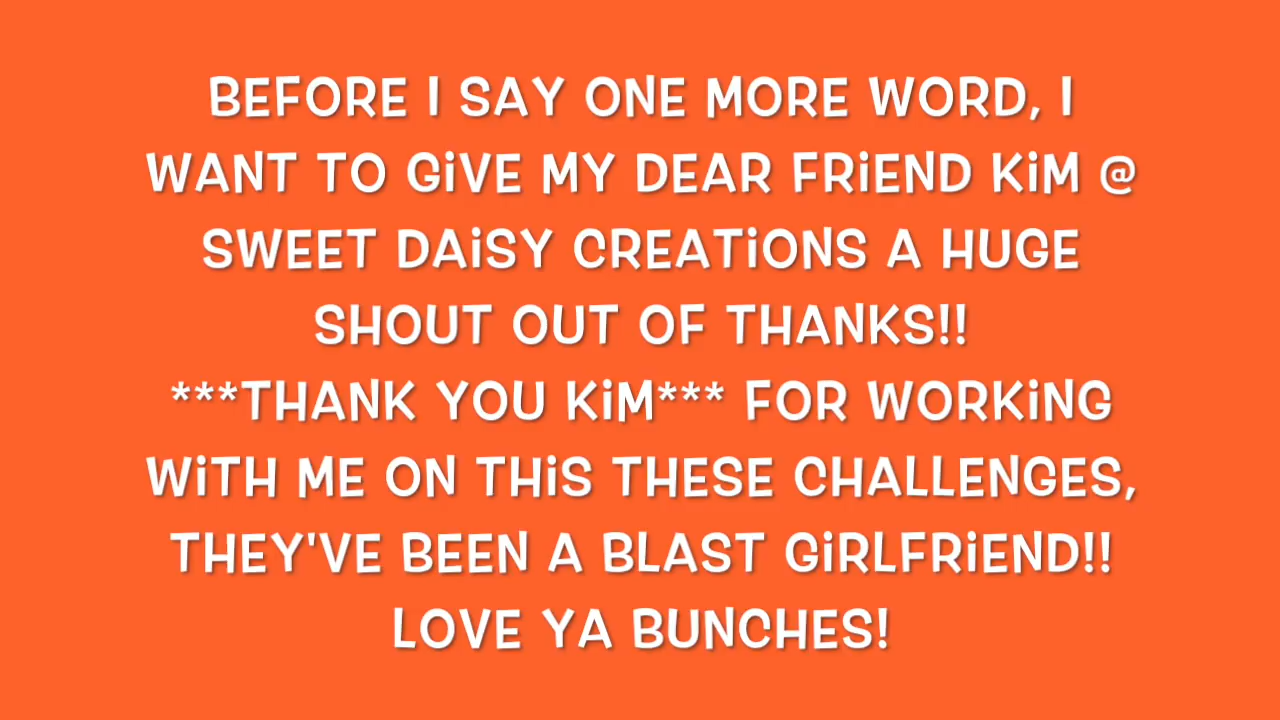 BEFORE I SAY ONE MORE WORD, I
WANT TO GiVE MY DEAR FRiEND KiM @
SWEET DAiSY CREATiONS A HUGE
SHOUT OUT OF THANKS!!
***THANK YOU KiM*** FOR WORKiNG
WiTH ME ON THiS THESE CHALLENGES,
THEY'VE BEEN A BLAST GiRLFRiEND!!
LOVE YA BUNCHES!